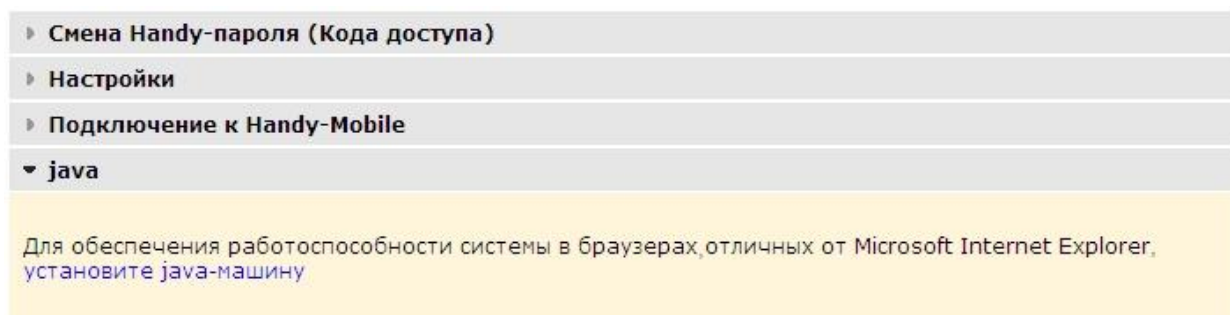 Смена Handy-пароля (Кода доступа)
Настройки
Подключение к Handy-Mobile
java
Для обеспечения работоспособности системы в браузерах,отличных от Microsoft Internet Explorer,
установите java-машину